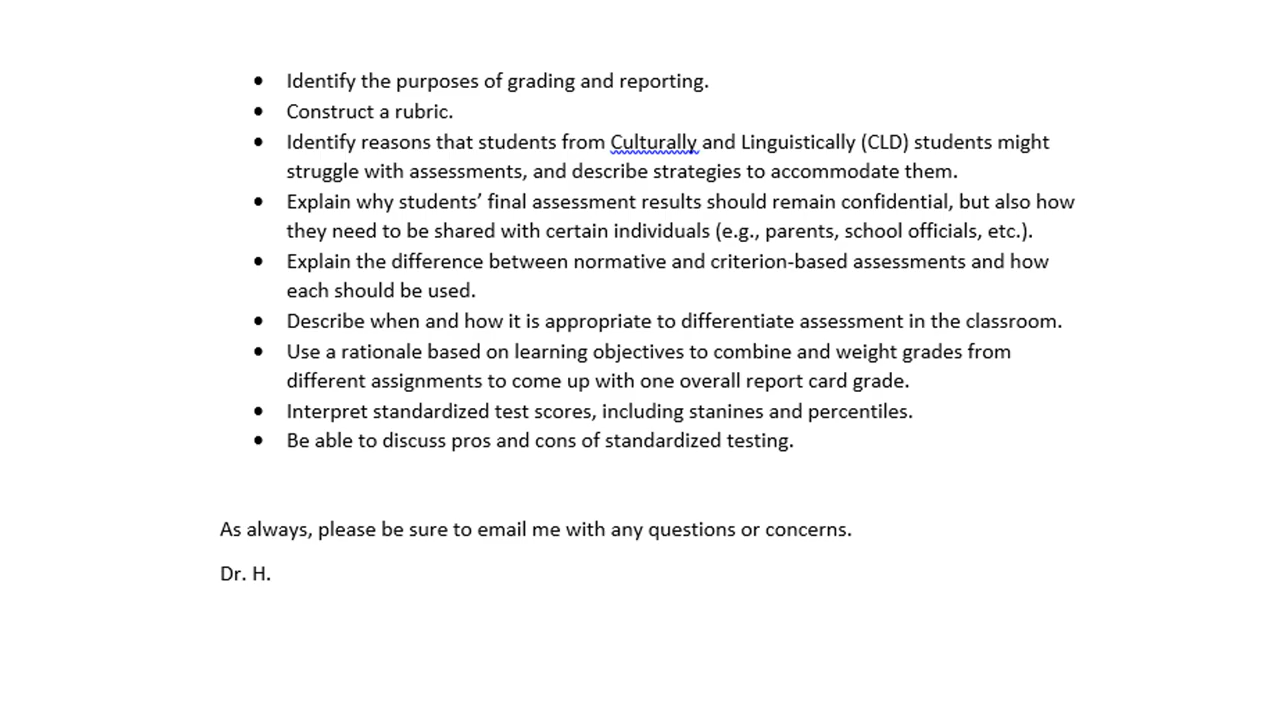 • Identify the purposes of grading and reporting.
• Construct a rubric.
• Identify reasons that students from Culturally and Linguistically (CLD) students might
struggle with assessments, and describe strategies to accommodate them.
• Explain why students’ final assessment results should remain confidential, but also how
they need to be shared with certain individuals (e.g., parents, school officials, etc.).
• Explain the difference between normative and criterion-based assessments and how
each should be used.
• Describe when and how it is appropriate to differentiate assessment in the classroom.
• Use a rationale based on learning objectives to combine and weight grades from
different assignments to come up with one overall report card grade.
• Interpret standardized test scores, including stanines and percentiles.
• Be able to discuss pros and cons of standardized testing.
As always, please be sure to email me with any questions or concerns.
Dr. H.